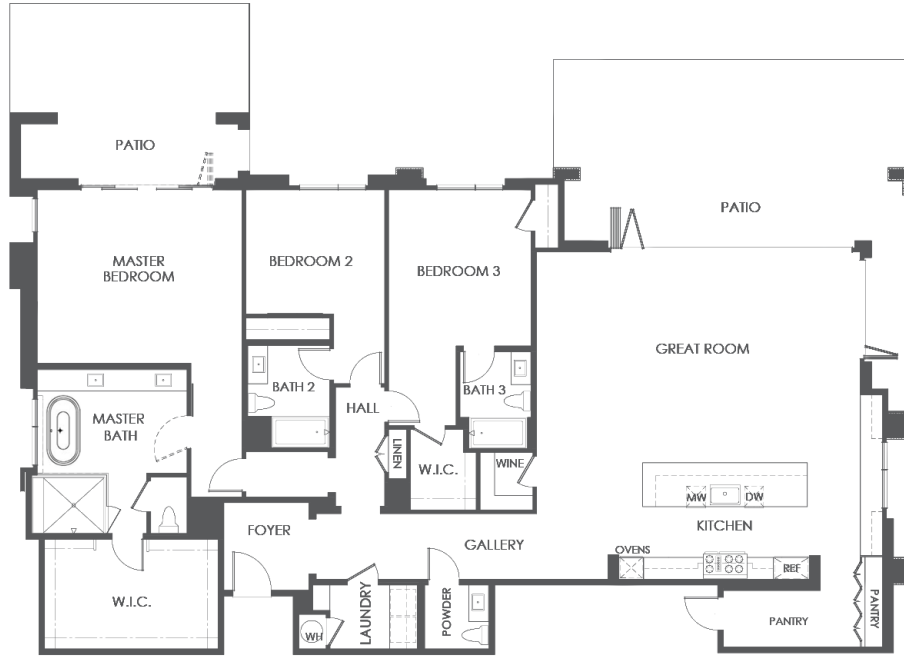 PATIO
PATIO
MASTER
BEDROOM
BEDROOM 2
BEDROOM 3
GREAT ROOM
BATH 2
BATH 3
HALL
MASTER
BATH
LINEN
W.I.C.
WINE
MW
DW
KITCHEN
FOYER
GALLERY
OVENS
REF
W.I.C.
LAUNDRY
POWDER
PANTRY
PANTRY
WH